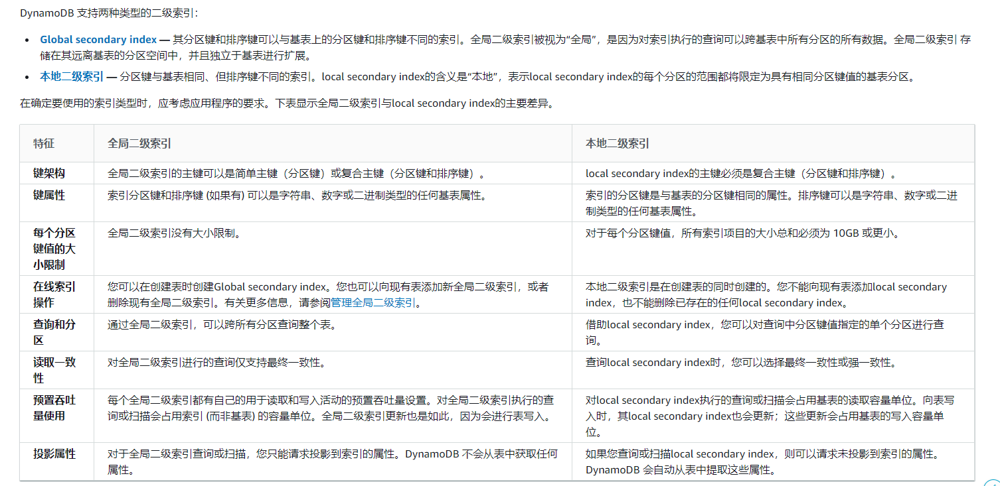 DynamoDB 支持两种类型的二级索引：
• Global secondary index — 其分区键和排序键可以与基表上的分区键和排序键不同的索引。全局二级索引被视为“全局”，是因为对索引执行的查询可以跨基表中所有分区的所有数据。全局二级索引 存
储在其远离基表的分区空间中，并且独立于基表进行扩展。
• 本地二级索引 — 分区键与基表相同、但排序键不同的索引。local secondary index的含义是“本地”，表示local secondary index的每个分区的范围都将限定为具有相同分区键值的基表分区。
在确定要使用的索引类型时，应考虑应用程序的要求。下表显示全局二级索引与local secondary index的主要差异。
特征
全局二级索引
本地二级索引
键架构
全局二级索引的主键可以是简单主键（分区键）或复合主键（分区键和排序键）。
local secondary index的主键必须是复合主键（分区键和排序键）。
键属性
索引分区键和排序键 (如果有) 可以是字符串、数字或二进制类型的任何基表属性。
索引的分区键是与基表的分区键相同的属性。排序键可以是字符串、数字或二进
制类型的任何基表属性。
每个分区
键值的大
小限制
全局二级索引没有大小限制。
对于每个分区键值，所有索引项目的大小总和必须为 10GB 或更小。
在线索引
操作
您可以在创建表时创建Global secondary index。您也可以向现有表添加新全局二级索引，或者
删除现有全局二级索引。有关更多信息，请参阅管理全局二级索引。
本地二级索引是在创建表的同时创建的。您不能向现有表添加local secondary
index，也不能删除已存在的任何local secondary index。
查询和分
区
通过全局二级索引，可以跨所有分区查询整个表。
借助local secondary index，您可以对查询中分区键值指定的单个分区进行查
询。
读取一致
性
对全局二级索引进行的查询仅支持最终一致性。
查询local secondary index时，您可以选择最终一致性或强一致性。
预置吞吐
量使用
每个全局二级索引都有自己的用于读取和写入活动的预置吞吐量设置。对全局二级索引执行的查
询或扫描会占用索引 (而非基表) 的容量单位。全局二级索引更新也是如此，因为会进行表写入。
对local secondary index执行的查询或扫描会占用基表的读取容量单位。向表写
入时，其local secondary index也会更新；这些更新会占用基表的写入容量单
位。
投影属性
对于全局二级索引查询或扫描，您只能请求投影到索引的属性。DynamoDB 不会从表中获取任何
属性。
如果您查询或扫描local secondary index，则可以请求未投影到索引的属性。
DynamoDB 会自动从表中提取这些属性。